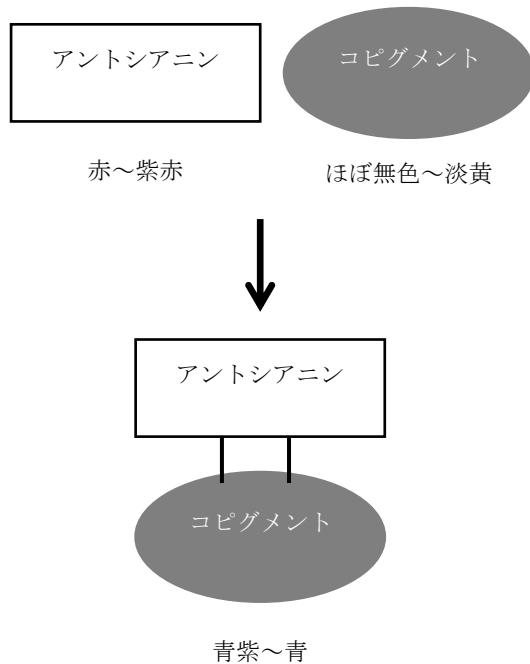 アントシアニン
コピグメント
赤～紫赤
ほぼ無色～淡黄
アントシアニン
コピグメント
青紫～青